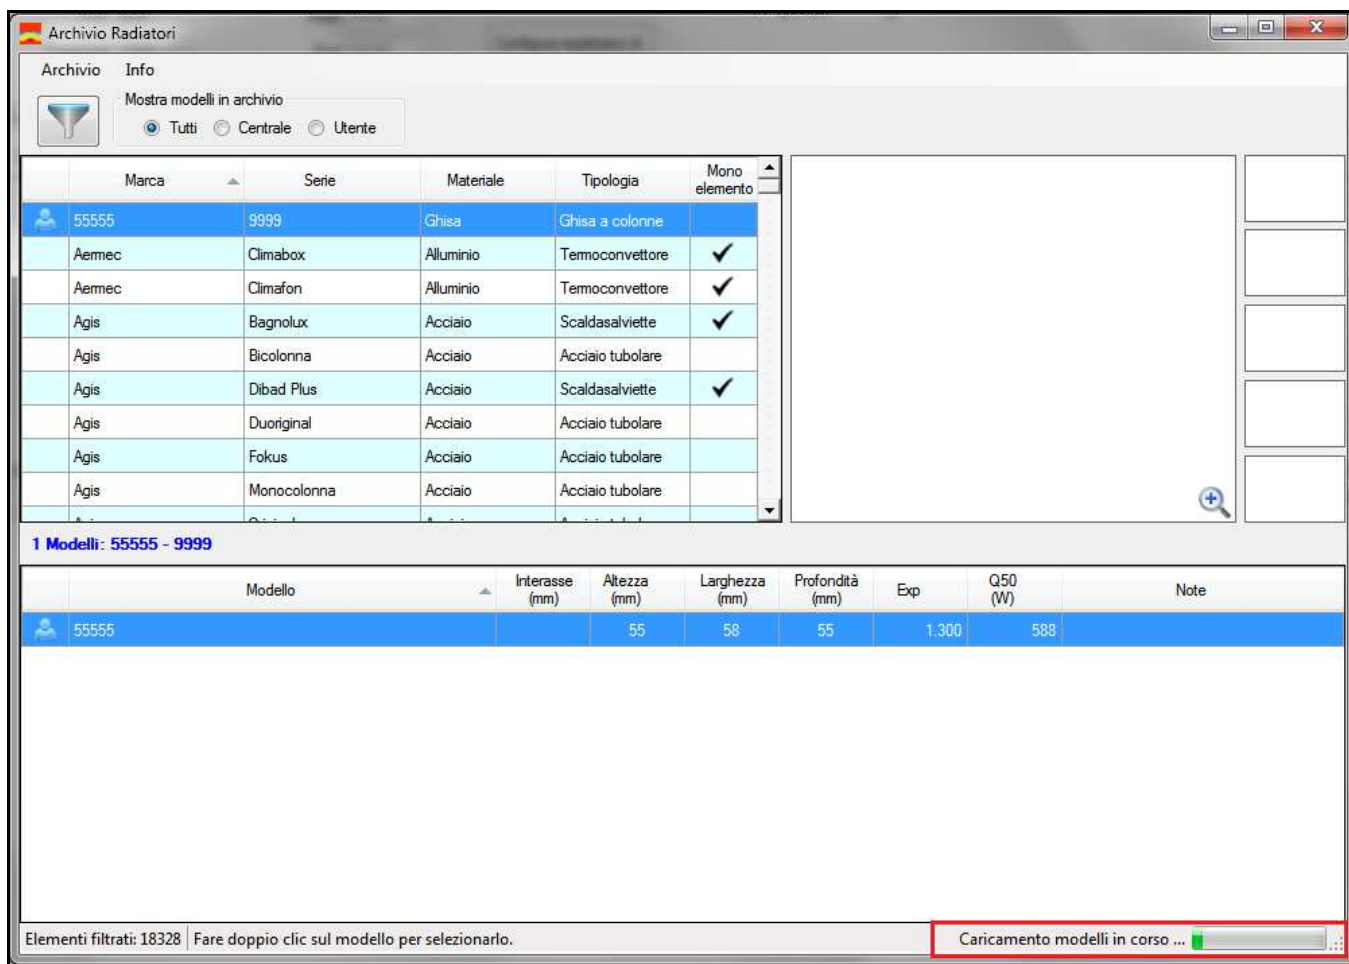 Archivio Radiatori
Archivio Info
Mostra modelli in archivio
Tutti Centrale Utente
Marca Serie Materiale Tipologia Mono elemento
55555 9999 Ghisa Ghisa a colonne
Aermec Climabox Alluminio Termoconvettore
Aermec Climafon Alluminio Termoconvettore
Agis Bagnolux Acciaio Scaldasalviette
Agis Bicolonna Acciaio Acciaio tubolare
Agis Dibad Plus Acciaio Scaldasalviette
Agis Duoriginal Acciaio Acciaio tubolare
Agis Fokus Acciaio Acciaio tubolare
Agis Monocolonna Acciaio Acciaio tubolare
1 Modelli: 55555 - 9999
Modello Interasse (mm) Altezza (mm) Larghezza (mm) Profondità (mm) Exp Q50 (W) Note
55555 55 58 55 1.300 588
Elementi filtrati: 18328 Fare doppio clic sul modello per selezionarlo. Caricamento modelli in corso ...